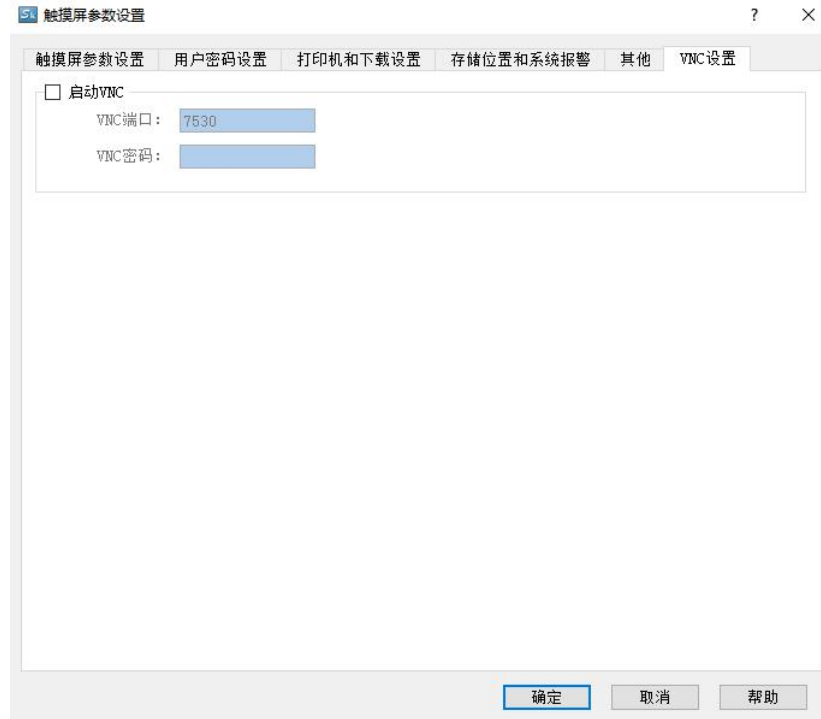 Sk 触摸屏参数设置 ? ×
触摸屏参数设置 用户密码设置 打印机和下载设置 存储位置和系统报警 其他 VNC设置
启动VNC
VNC端口: 7530
VNC密码:
确定 取消 帮助